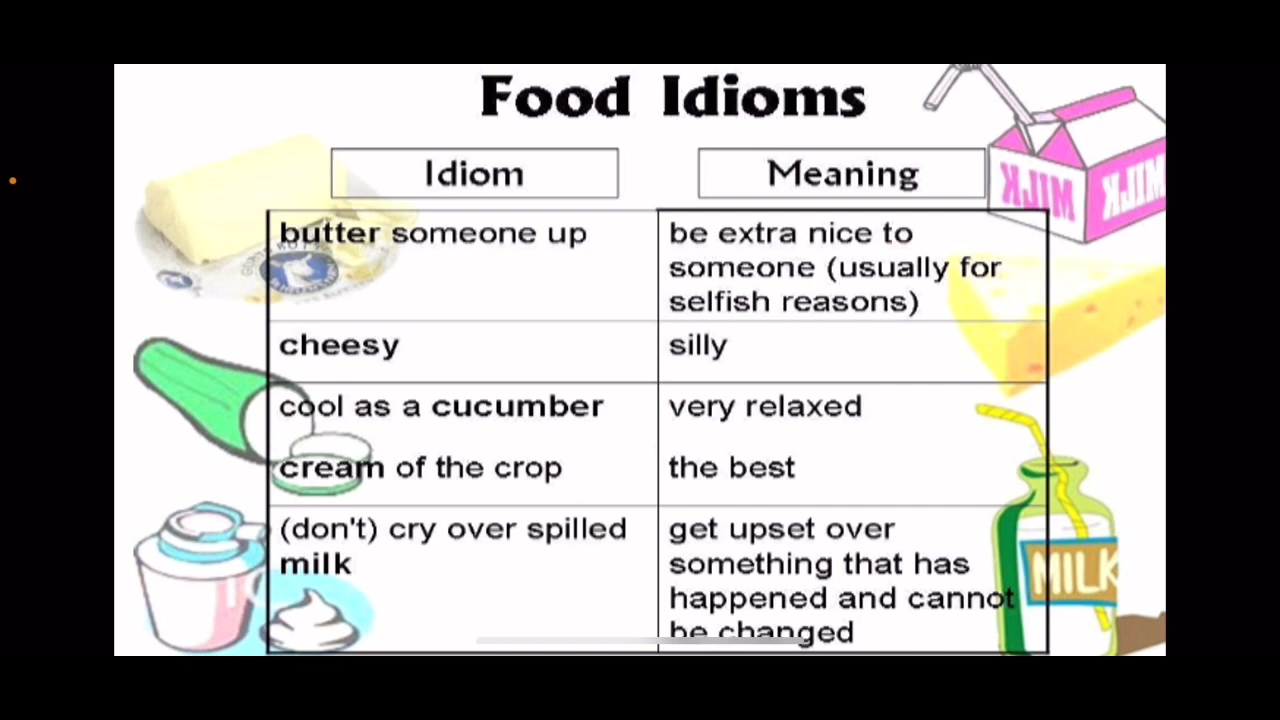 Food Idioms
Idiom
Meaning
butter someone up
be extra nice to
someone (usually for
selfish reasons)
cheesy
silly
cool as a cucumber
very relaxed
cream of the crop
the best
(don't) cry over spilled
milk
get upset over
something that has
happened and cannot
be changed
MILK
MILK
MILK